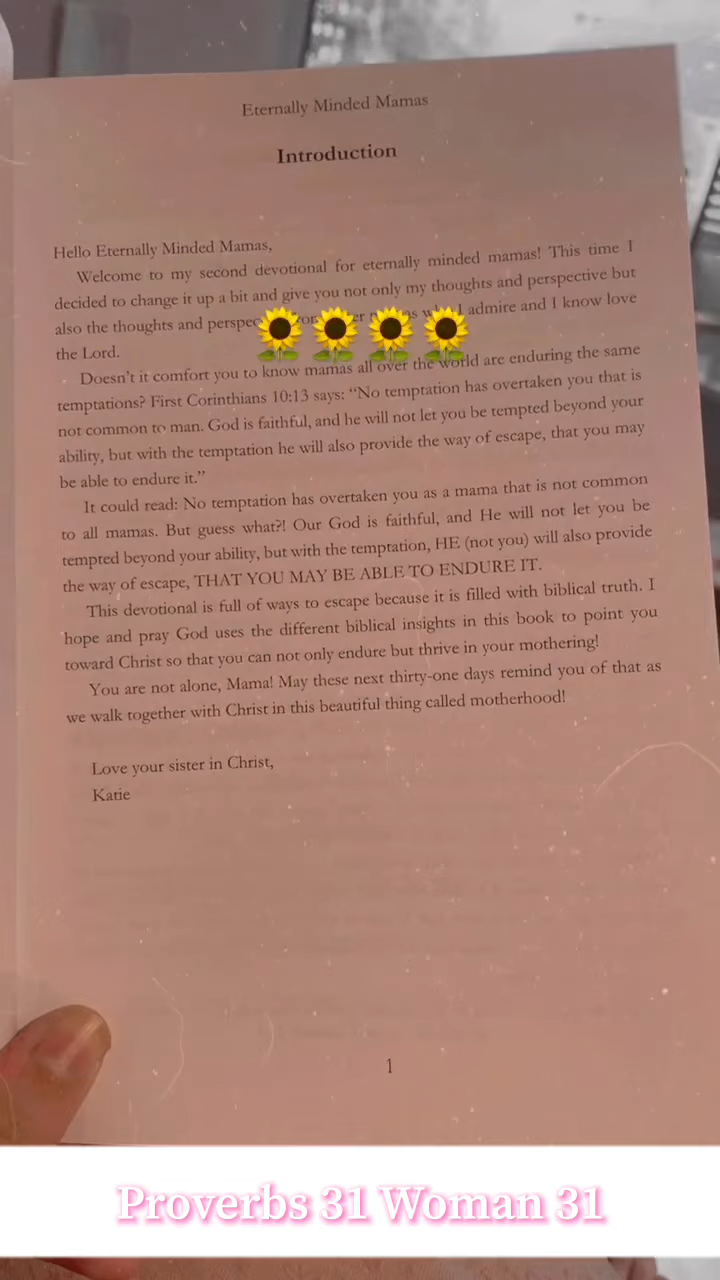 Eternally Minded Mamas
Introduction
Hello Eternally Minded Mamas,
Welcome to my second devotional for eternally minded mamas! This time I
decided to change it up a bit and give you not only my thoughts and perspective but
also the thoughts and admire and I know love
the Lord.
Doesn't it comfort you to know mamas all over the world are enduring the same
temptations? First Corinthians 10:13 says: “No temptation has overtaken you that is
not common to man. God is faithful, and he will not let you be tempted beyond your
ability, but with the temptation he will also provide the way of escape, that you may
be able to endure it.”
It could read: No temptation has overtaken you as a mama that is not common
to all mamas. But guess what?! Our God is faithful, and He will not let you be
tempted beyond your ability, but with the temptation, HE (not you) will also provide
the way of escape, THAT YOU MAY BE ABLE TO ENDURE IT.
This devotional is full of ways to escape because it is filled with biblical truth. I
hope and pray God uses the different biblical insights in this book to point you
toward Christ so that you can not only endure but thrive in your mothering!
You are not alone, Mama! May these next thirty-one days remind you of that as
we walk together with Christ in this beautiful thing called motherhood!
Love your sister in Christ,
Katie
1
Proverbs 31 Woman 31